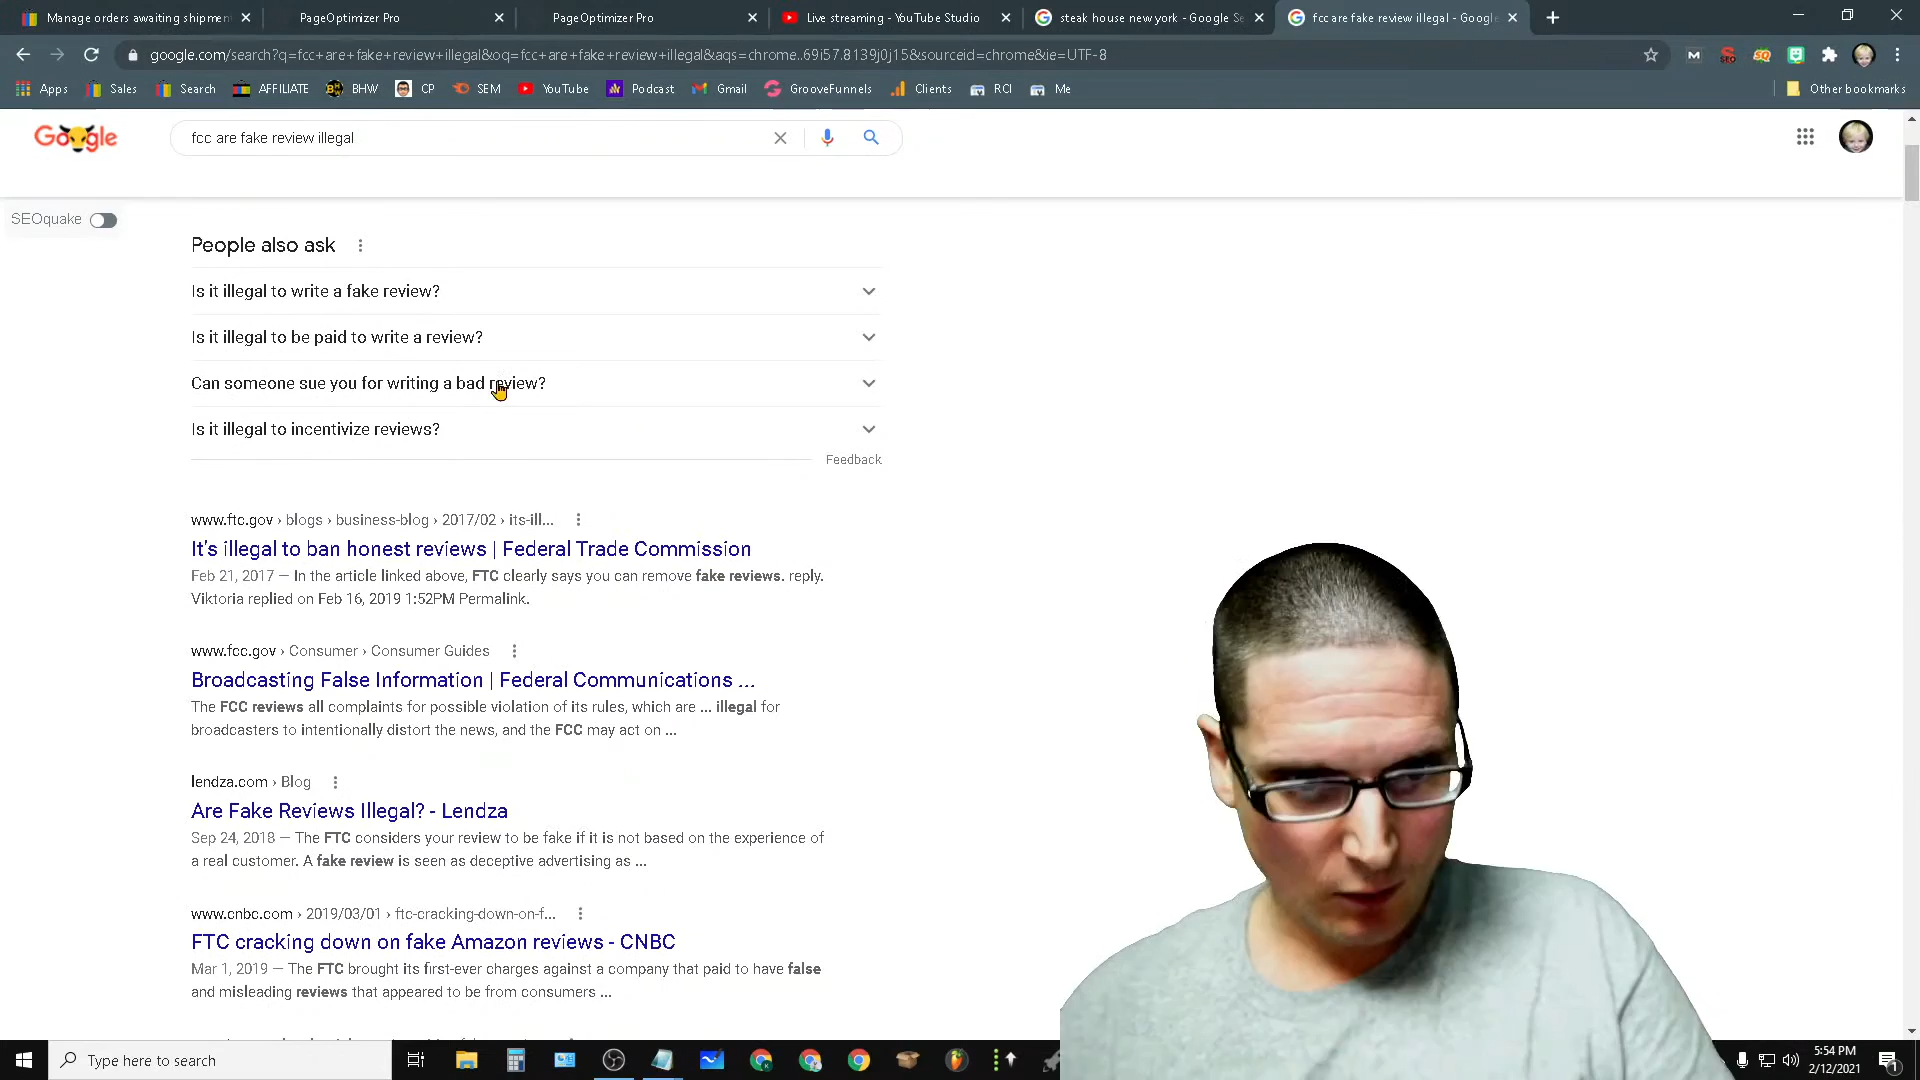 Manage orders awaiting shipmen
PageOptimizer Pro
PageOptimizer Pro
Live streaming - YouTube Studio
steak house new york - Google Se
fcc are fake review illegal - Google
google.com/search?q=fcc+are+fake+review+illegal&oq=fcc+are+fake+review+illegal&aqs=chrome..69i57.8139j0j15&sourceid=chrome&ie=UTF-8
Apps
Sales
Search
AFFILIATE
BHW
CP
SEM
YouTube
Podcast
Gmail
GrooveFunnels
Clients
RCI
Me
Other bookmarks
Google
fcc are fake review illegal
SEOquake
People also ask
Is it illegal to write a fake review?
Is it illegal to be paid to write a review?
Can someone sue you for writing a bad review?
Is it illegal to incentivize reviews?
Feedback
www.ftc.gov › blogs › business-blog › 2017/02 › its-ill...
It's illegal to ban honest reviews | Federal Trade Commission
Feb 21, 2017 — In the article linked above, FTC clearly says you can remove fake reviews. reply.
Viktoria replied on Feb 16, 2019 1:52PM Permalink.
www.fcc.gov › Consumer › Consumer Guides
Broadcasting False Information | Federal Communications ...
The FCC reviews all complaints for possible violation of its rules, which are ... illegal for
broadcasters to intentionally distort the news, and the FCC may act on ...
lendza.com › Blog
Are Fake Reviews Illegal? - Lendza
Sep 24, 2018 — The FTC considers your review to be fake if it is not based on the experience of
a real customer. A fake review is seen as deceptive advertising as ...
www.cnbc.com › 2019/03/01 › ftc-cracking-down-on-f...
FTC cracking down on fake Amazon reviews - CNBC
Mar 1, 2019 — The FTC brought its first-ever charges against a company that paid to have false
and misleading reviews that appeared to be from consumers ...
Type here to search
5:54 PM
2/12/2021